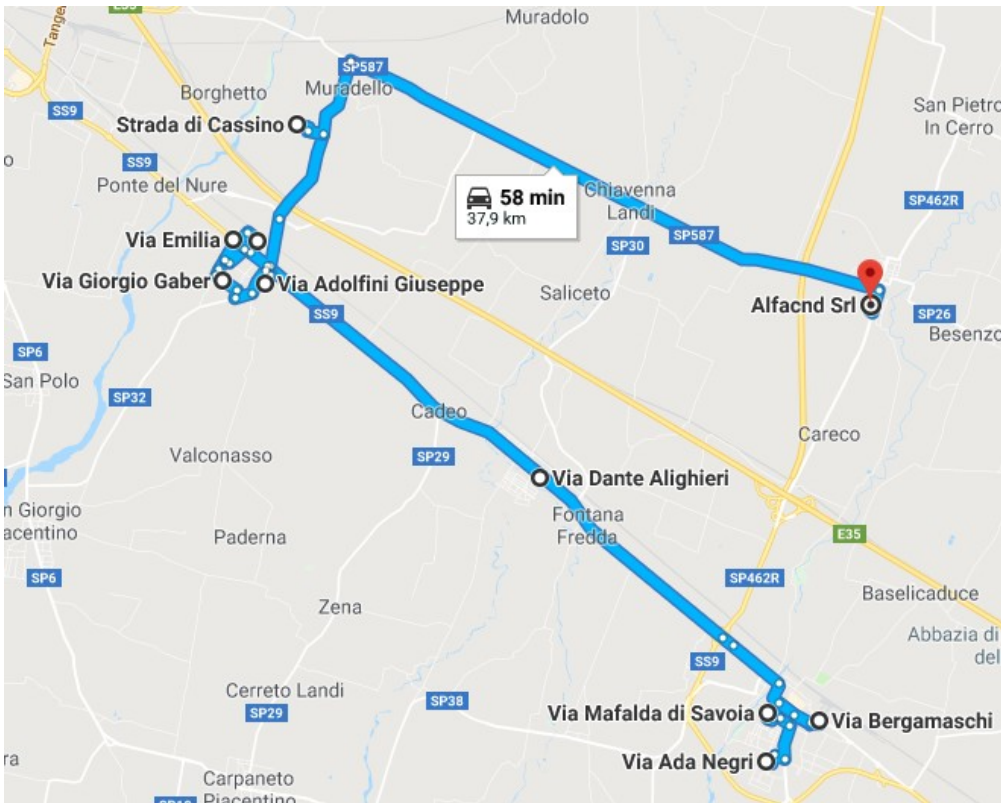 E35
Muradolo
Tange
SP587
Borghetto
Muradello
SS9
San Pietro
In Cerro
Strada di Cassino
SS9
Ponte del Nure
58 min
37,9 km
Chiavenna
Landi
SP462R
Via Emilia
SP30
SP587
Via Giorgio Gaber
Via Adolfini Giuseppe
Saliceto
Alfacnd Srl
SS9
SP26
Besenzo
SP6
San Polo
SP32
Cadeo
Careco
Valconasso
SP29
Via Dante Alighieri
n Giorgio
acentino
Fontana
Fredda
Paderna
E35
SP6
SP462R
Baselicaduce
Zena
Abbazia di
del
SS9
Cerreto Landi
SP38
SP29
Via Mafalda di Savoia
Via Bergamaschi
ra
Via Ada Negri
Carpaneto
Piacentino